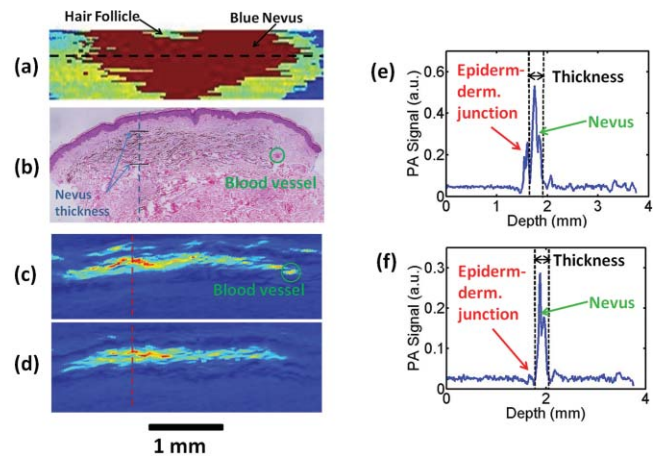 Hair Follicle
Blue Nevus
(a)
(b)
Nevus
thickness
Blood vessel
(c)
Blood vessel
(d)
1 mm
(e)
PA Signal (a.u.)
0.6
0.4
0.2
0
Epiderm-
derm.
junction
Thickness
Nevus
0 1 2 3 4
Depth (mm)
(f)
PA Signal (a.u.)
0.3
0.2
0.1
0
Epiderm-
derm.
junction
Thickness
Nevus
0 2 4
Depth (mm)